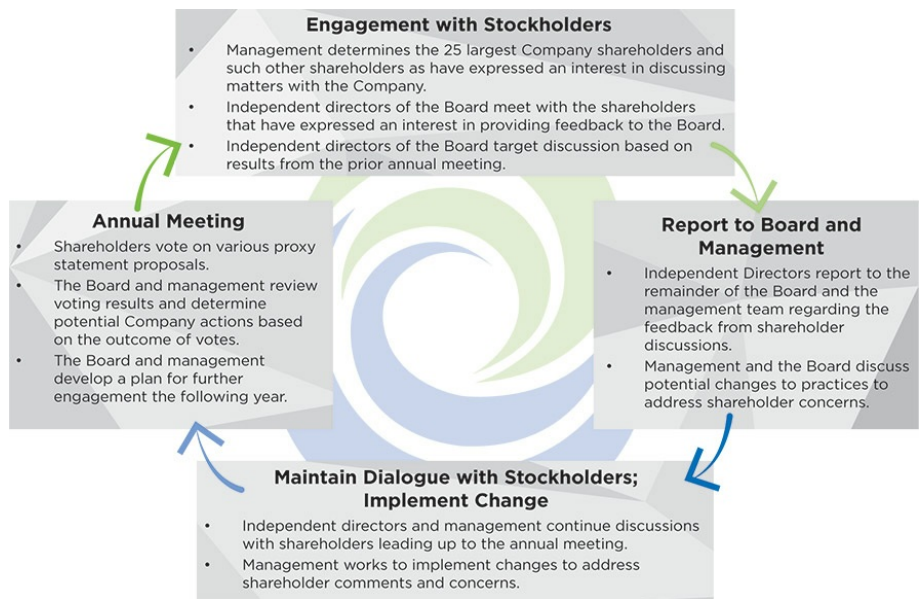 Engagement with Stockholders
• Management determines the 25 largest Company shareholders and
such other shareholders as have expressed an interest in discussing
matters with the Company.
• Independent directors of the Board meet with the shareholders
that have expressed an interest in providing feedback to the Board.
• Independent directors of the Board target discussion based on
results from the prior annual meeting.
Report to Board and
Management
• Independent Directors report to the
remainder of the Board and the
management team regarding the
feedback from shareholder
discussions.
• Management and the Board discuss
potential changes to practices to
address shareholder concerns.
Maintain Dialogue with Stockholders;
Implement Change
• Independent directors and management continue discussions
with shareholders leading up to the annual meeting.
• Management works to implement changes to address
shareholder comments and concerns.
Annual Meeting
• Shareholders vote on various proxy
statement proposals.
• The Board and management review
voting results and determine
potential Company actions based
on the outcome of votes.
• The Board and management
develop a plan for further
engagement the following year.